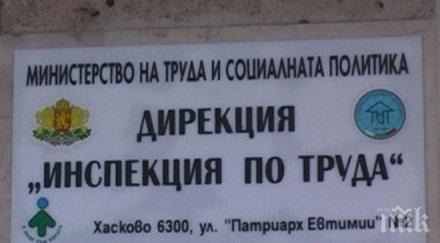 МИНИСТЕРСТВО НА ТРУДА И СОЦИАЛНАТА ПОЛИТИКА
ДИРЕКЦИЯ
„ИНСПЕКЦИЯ ПО ТРУДА“
Хасково 6300, ул. "Патриарх Евтимий"